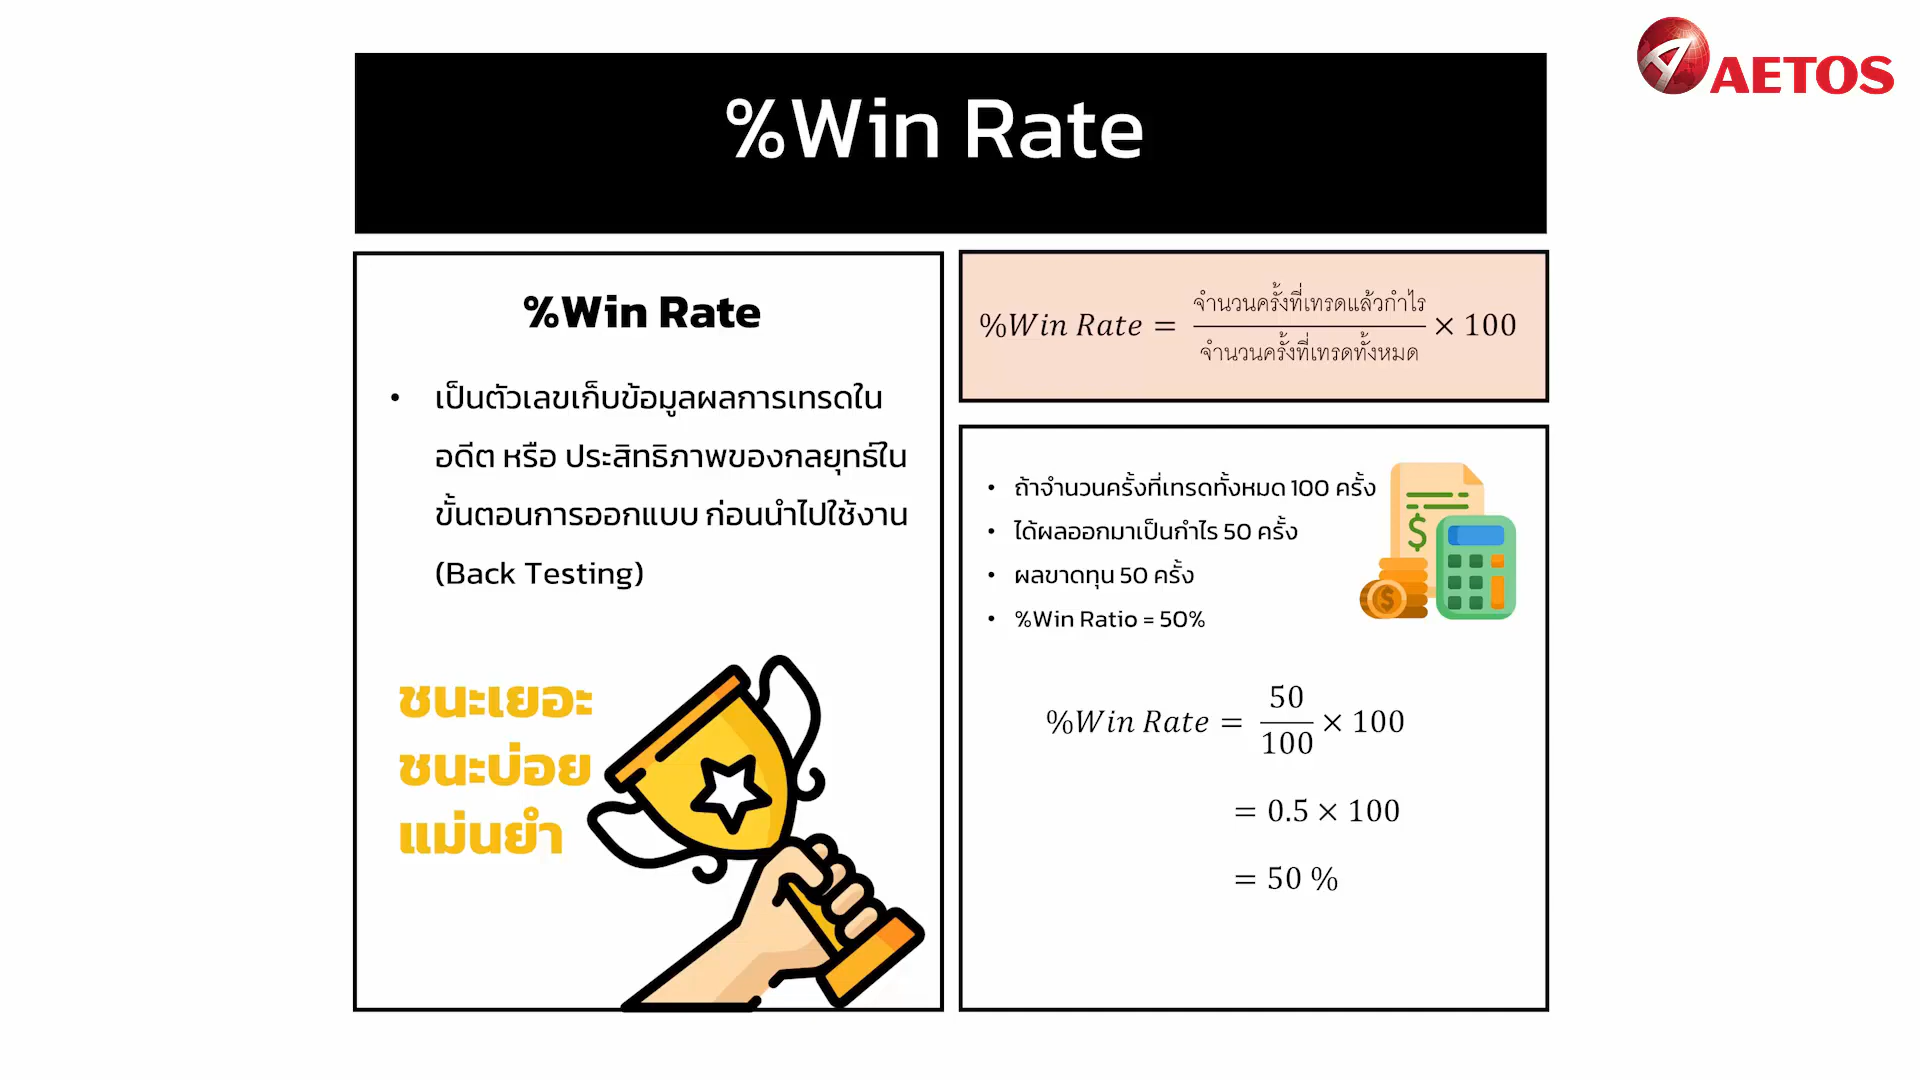 AETOS
%Win Rate
%Win Rate
• เป็นตัวเลขเก็บข้อมูลผลการเทรดใน
อดีต หรือ ประสิทธิภาพของกลยุทธ์ใน
ขั้นตอนการออกแบบ ก่อนนำไปใช้งาน
(Back Testing)
ชนะเยอะ
ชนะบ่อย
แม่นยำ
%Win Rate = จำนวนครั้งที่เทรดแล้วกำไร / จำนวนครั้งที่เทรดทั้งหมด × 100
• ถ้าจำนวนครั้งที่เทรดทั้งหมด 100 ครั้ง
• ได้ผลออกมาเป็นกำไร 50 ครั้ง
• ผลขาดทุน 50 ครั้ง
• %Win Ratio = 50%
%Win Rate = 50 / 100 × 100
= 0.5 × 100
= 50 %